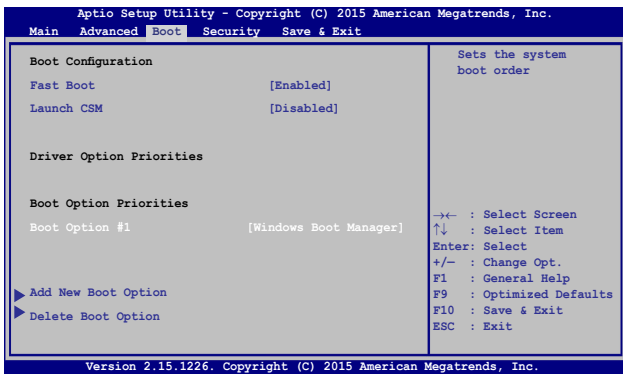 Aptio Setup Utility - Copyright (C) 2015 American Megatrends, Inc.
Main Advanced Boot Security Save & Exit
Boot Configuration
Fast Boot [Enabled]
Launch CSM [Disabled]
Driver Option Priorities
Boot Option Priorities
Boot Option #1 [Windows Boot Manager]
Add New Boot Option
Delete Boot Option
Sets the system
boot order
→← : Select Screen
↑↓ : Select Item
Enter: Select
+/— : Change Opt.
F1 : General Help
F9 : Optimized Defaults
F10 : Save & Exit
ESC : Exit
Version 2.15.1226. Copyright (C) 2015 American Megatrends, Inc.